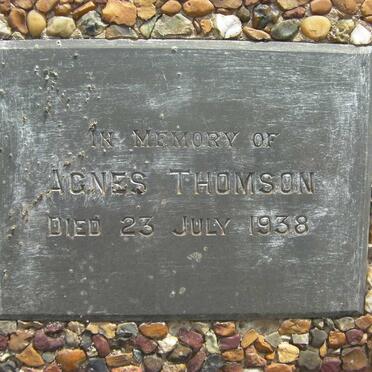 IN MEMORY OF
AGNES THOMSON
DIED 23 JULY 1938